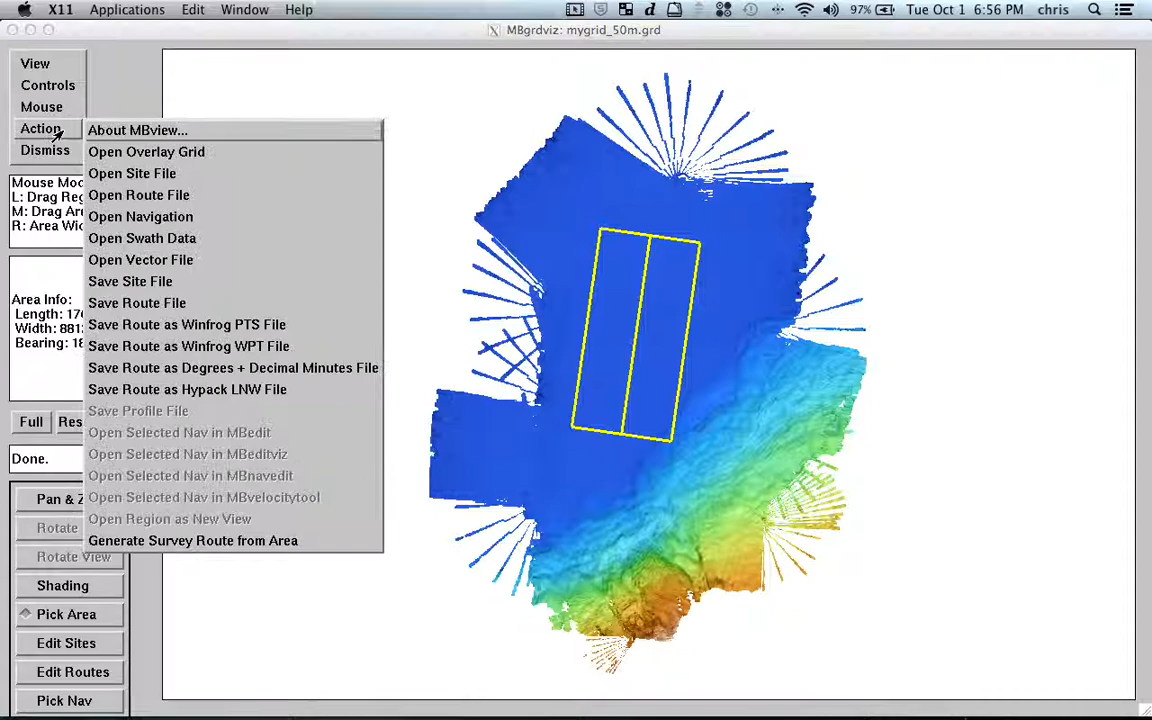 X11 Applications Edit Window Help 97% Tue Oct 1 6:56 PM chris
MBgrdviz: mygrid_50m.grd
View
Controls
Mouse
Action
Dismiss
About MBview...
Open Overlay Grid
Open Site File
Open Route File
Open Navigation
Open Swath Data
Open Vector File
Save Site File
Save Route File
Save Route as Winfrog PTS File
Save Route as Winfrog WPT File
Save Route as Degrees + Decimal Minutes File
Save Route as Hypack LNW File
Save Profile File
Open Selected Nav in MBedit
Open Selected Nav in MBeditviz
Open Selected Nav in MBnavedit
Open Selected Nav in MBvelocitytool
Open Region as New View
Generate Survey Route from Area
Mouse Mod
L: Drag Reg
M: Drag Are
R: Area Wid
Area Info:
Length: 176
Width: 881
Bearing: 18
Full Res
Done.
Pan & Z
Rotate
Rotate View
Shading
Pick Area
Edit Sites
Edit Routes
Pick Nav